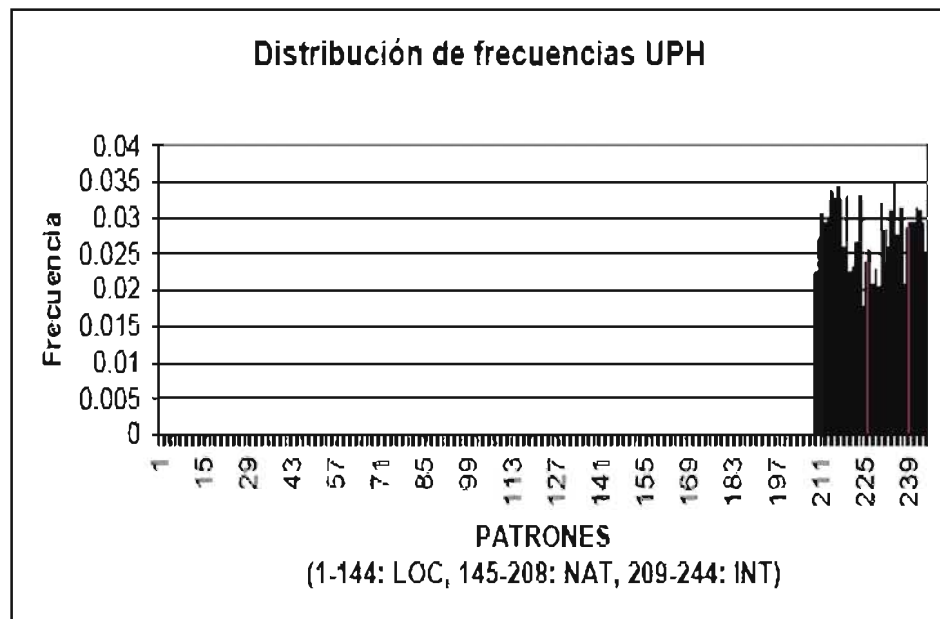 Distribución de frecuencias UPH
Frecuencia
0.04
0.035
0.03
0.025
0.02
0.015
0.01
0.005
0
1 15 29 43 57 71 85 99 113 127 141 155 169 183 197 211 225 239
PATRONES
(1-144: LOC, 145-208: NAT, 209-244: INT)